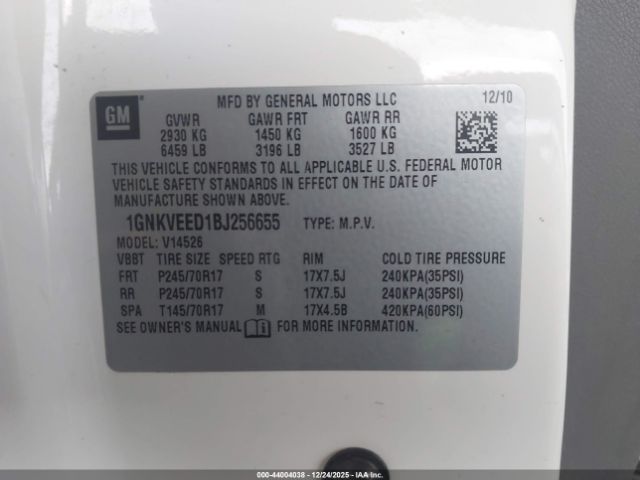 GM
MFD BY GENERAL MOTORS LLC 12/10
GVWR GAWR FRT GAWR RR
2930 KG 1450 KG 1600 KG
6459 LB 3196 LB 3527 LB
THIS VEHICLE CONFORMS TO ALL APPLICABLE U.S. FEDERAL MOTOR
VEHICLE SAFETY STANDARDS IN EFFECT ON THE DATE OF
MANUFACTURE SHOWN ABOVE.
1GNKVEED1BJ256655 TYPE: M.P.V.
MODEL: V14526
VBBT TIRE SIZE SPEED RTG RIM COLD TIRE PRESSURE
FRT P245/70R17 S 17X7.5J 240KPA(35PSI)
RR P245/70R17 S 17X7.5J 240KPA(35PSI)
SPA T145/70R17 M 17X4.5B 420KPA(60PSI)
SEE OWNER'S MANUAL FOR MORE INFORMATION.
000-44004038 - 12/24/2025 - IAAI.COM